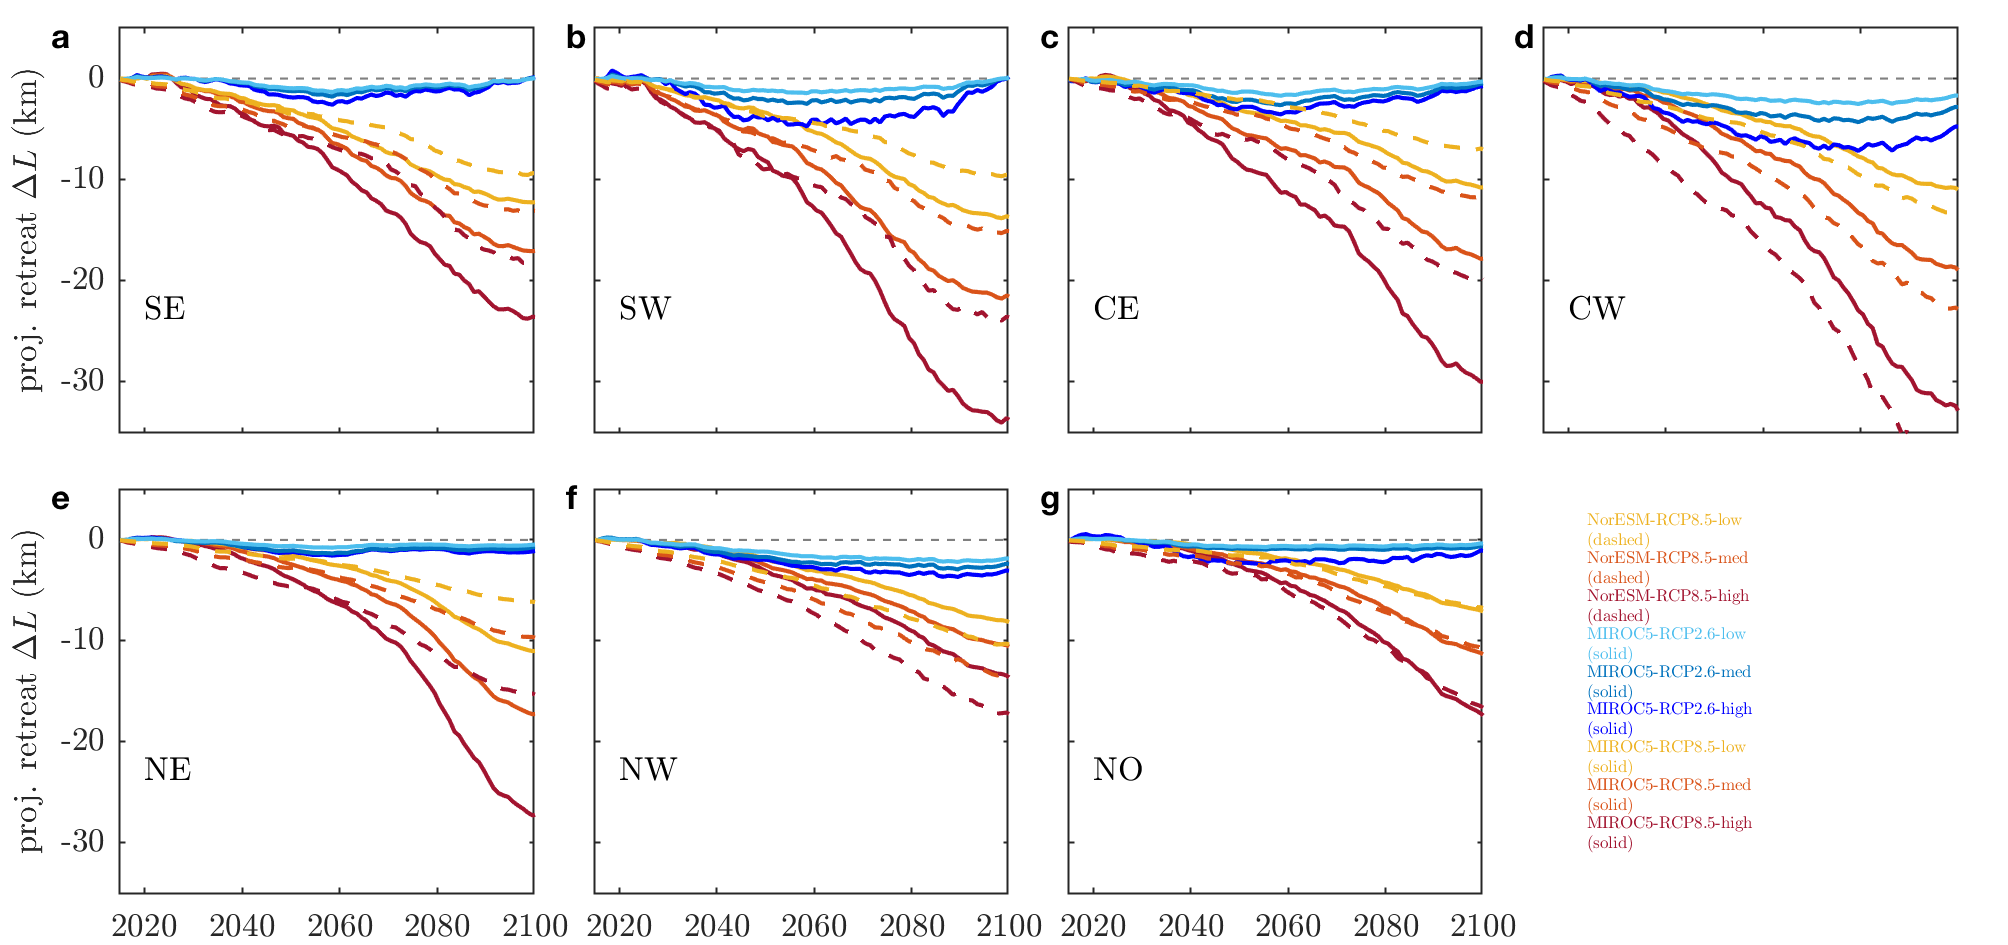 a
b
c
d
proj. retreat ΔL (km)
0
-10
-20
-30
SE
SW
CE
CW
e
f
g
proj. retreat ΔL (km)
0
-10
-20
-30
NE
NW
NO
2020 2040 2060 2080 2100
2020 2040 2060 2080 2100
2020 2040 2060 2080 2100
NorESM-RCP8.5-low
(dashed)
NorESM-RCP8.5-med
(dashed)
NorESM-RCP8.5-high
(dashed)
MIROC5-RCP2.6-low
(solid)
MIROC5-RCP2.6-med
(solid)
MIROC5-RCP2.6-high
(solid)
MIROC5-RCP8.5-low
(solid)
MIROC5-RCP8.5-med
(solid)
MIROC5-RCP8.5-high
(solid)